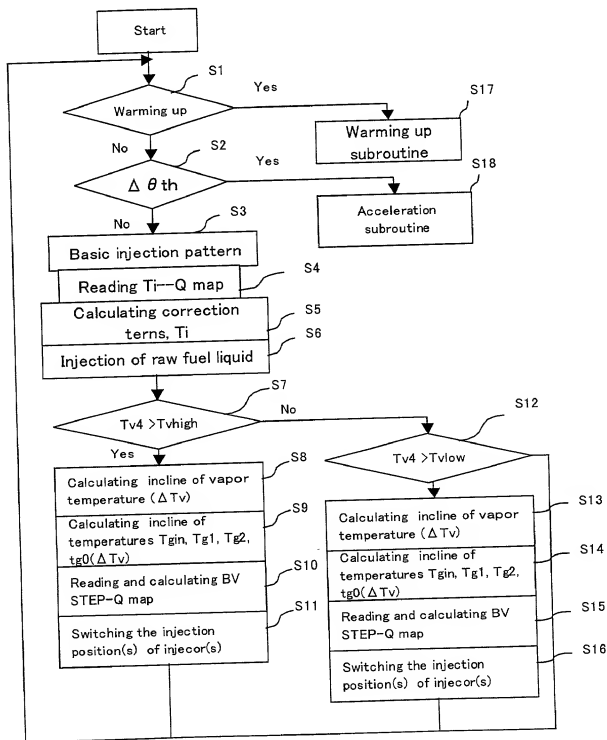 Start
S1
Warming up
Yes
S17
Warming up
subroutine
No
S2
Δθth
Yes
S18
Acceleration
subroutine
No
S3
Basic injection pattern
S4
Reading Ti--Q map
S5
Calculating correction
terns, Ti
S6
Injection of raw fuel liquid
S7
Tv4 >Tvhigh
No
S12
Tv4 >Tvlow
Yes
S8
Calculating incline of vapor
temperature (ΔTv)
S9
Calculating incline of
temperatures Tgin, Tg1, Tg2,
tg0(ΔTv)
S10
Reading and calculating BV
STEP-Q map
S11
Switching the injection
position(s) of injecor(s)
S13
Calculating incline of vapor
temperature (ΔTv)
S14
Calculating incline of
temperatures Tgin, Tg1, Tg2,
tg0(ΔTv)
S15
Reading and calculating BV
STEP-Q map
S16
Switching the injection
position(s) of injecor(s)